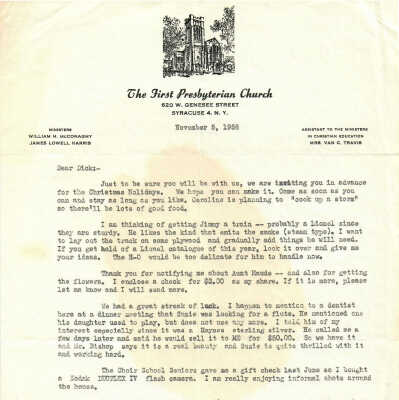 The First Presbyterian Church
620 W. GENESEE STREET
SYRACUSE 4, N. Y.
MINISTERS
WILLIAM H. McCONAGHY
JAMES LOWELL HARRIS
November 5, 1956
ASSISTANT TO THE MINISTERS
IN CHRISTIAN EDUCATION
MRS. VAN C. TRAVIS
Dear Dick:-
Just to be sure you will be with us, we are inviting you in advance
for the Christmas Holidays. We hope you can make it. Come as soon as you
can and stay as long as you like. Caroline is planning to "cook up a storm"
so there'll be lots of good food.
I am thinking of getting Jimmy a train -- probably a Lionel since
they are sturdy. He likes the kind that emits the smoke (steam type). I want
to lay out the track on some plywood and gradually add things he will need.
If you get hold of a Lionel catalogue of this year, look it over and give me
your ideas. The H-O would be too delicate for him to handle now.
Thank you for notifying me about Aunt Maude -- and Also for getting
the flowers. I enclose a check for $2.00 as my share. If it is more, please
let me know and I will send more.
We had a great streak of luck. I happen to mention to a dentist
here at a dinner meeting that Susie was looking for a flute. He mentioned one
his daughter used to play, but does not use any more. I told him of my
interest especially since it was a Haynes sterling silver. He called me a
few days later and said he would sell it to ME for $50.00. So we have it
and Mr. Bishop says it is a real beauty and Susie is quite thrilled with it
and working hard.
The Choir School Seniors gave me a gift check last June so I bought
a Kodak DUOFLEX IV flash camera. I am really enjoying informal shots around
the house.